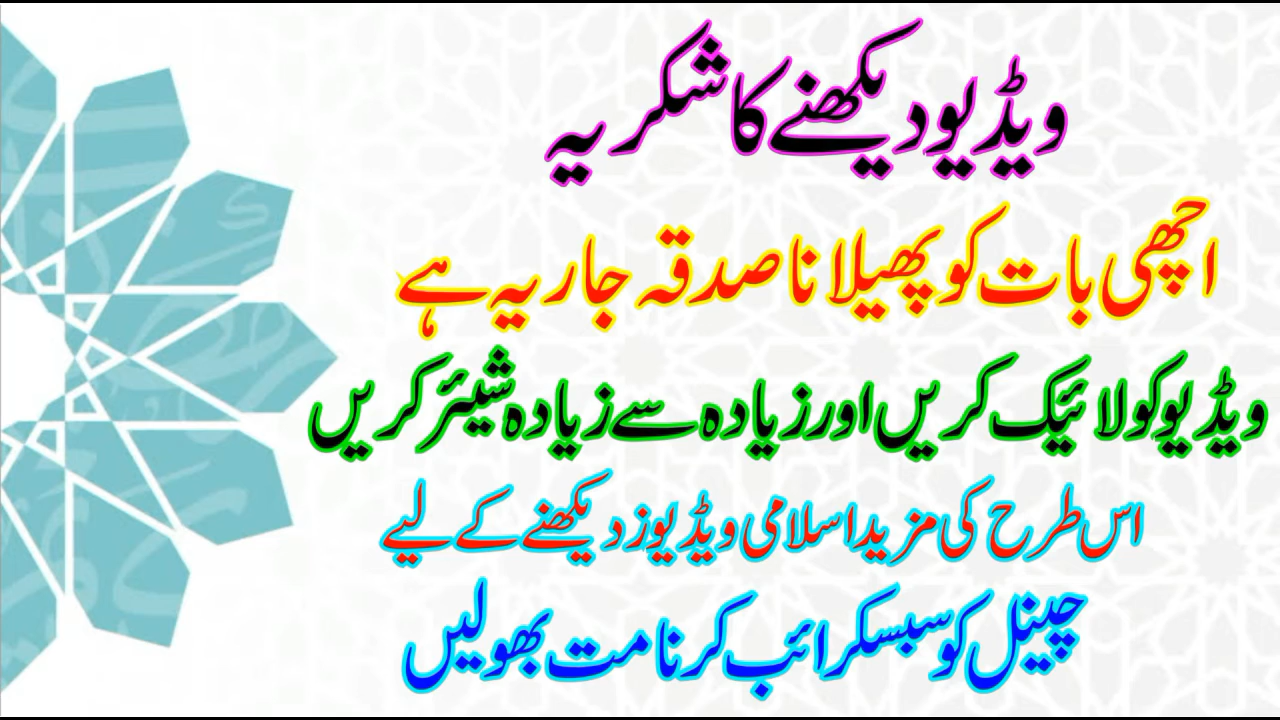 ویڈیو دیکھنے کا شکریہ
اچھی بات کو پھیلانا صدقہ جاریہ ہے
ویڈیو کو لائیک کریں اور زیادہ سے زیادہ شیئر کریں
اس طرح کی مزید اسلامی ویڈیوز دیکھنے کے لیے
چینل کو سبسکرائب کرنا مت بھولیں